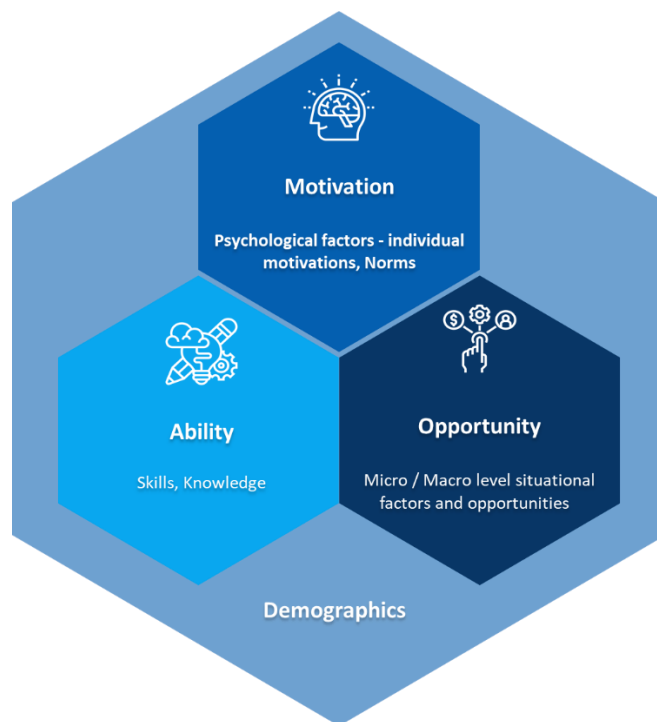 Motivation
Psychological factors - individual
motivations, Norms
Ability
Skills, Knowledge
Opportunity
Micro / Macro level situational
factors and opportunities
Demographics